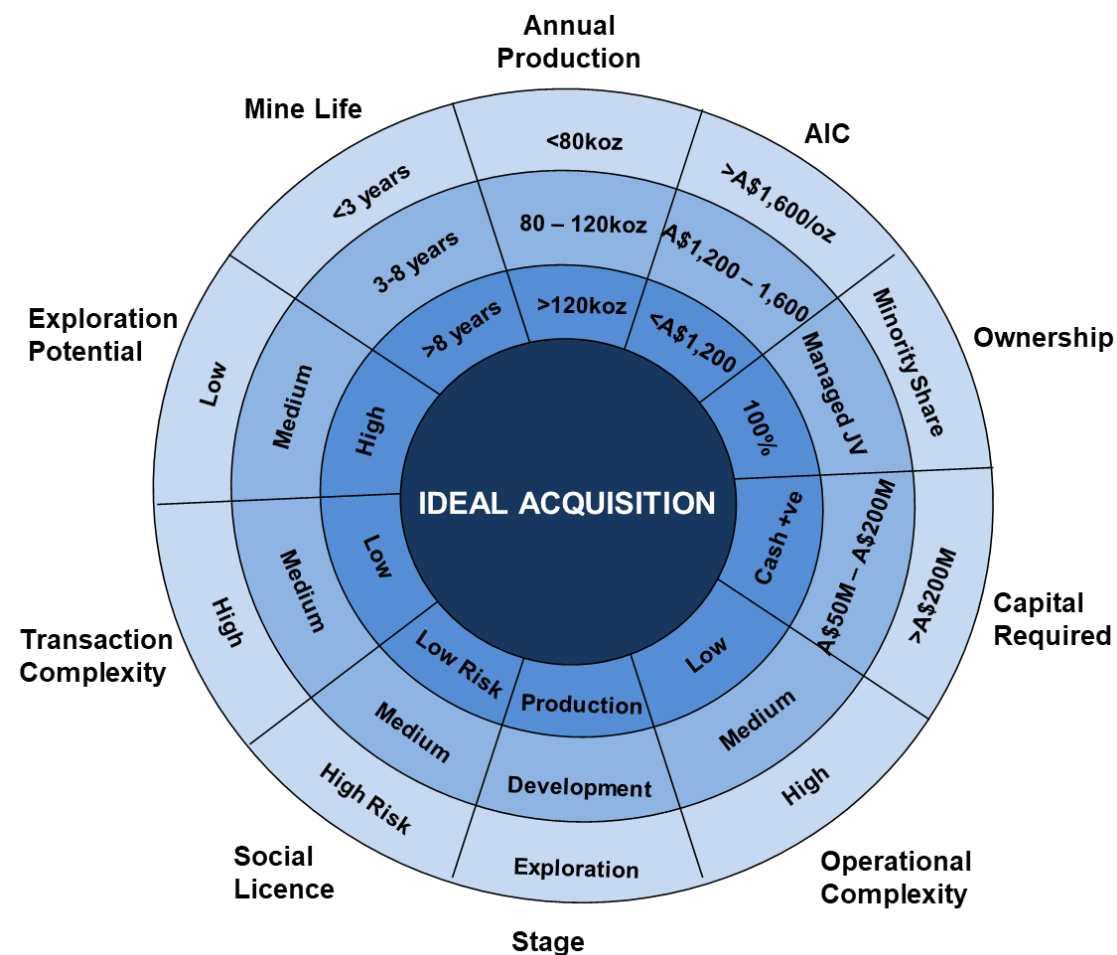 Annual
Production
Mine Life
AIC
<80koz
<3 years
>A$1,600/oz
80 – 120koz
3-8 years
A$1,200 – 1,600
>120koz
>8 years
<A$1,200
Exploration
Potential
Ownership
Low
Medium
High
100%
Managed JV
Minority Share
IDEAL ACQUISITION
Transaction
Complexity
High
Medium
Low
Cash +ve
A$50M – A$200M
>A$200M
Capital
Required
Low Risk
Production
Low
Medium
Development
Medium
High Risk
Exploration
High
Social
Licence
Operational
Complexity
Stage